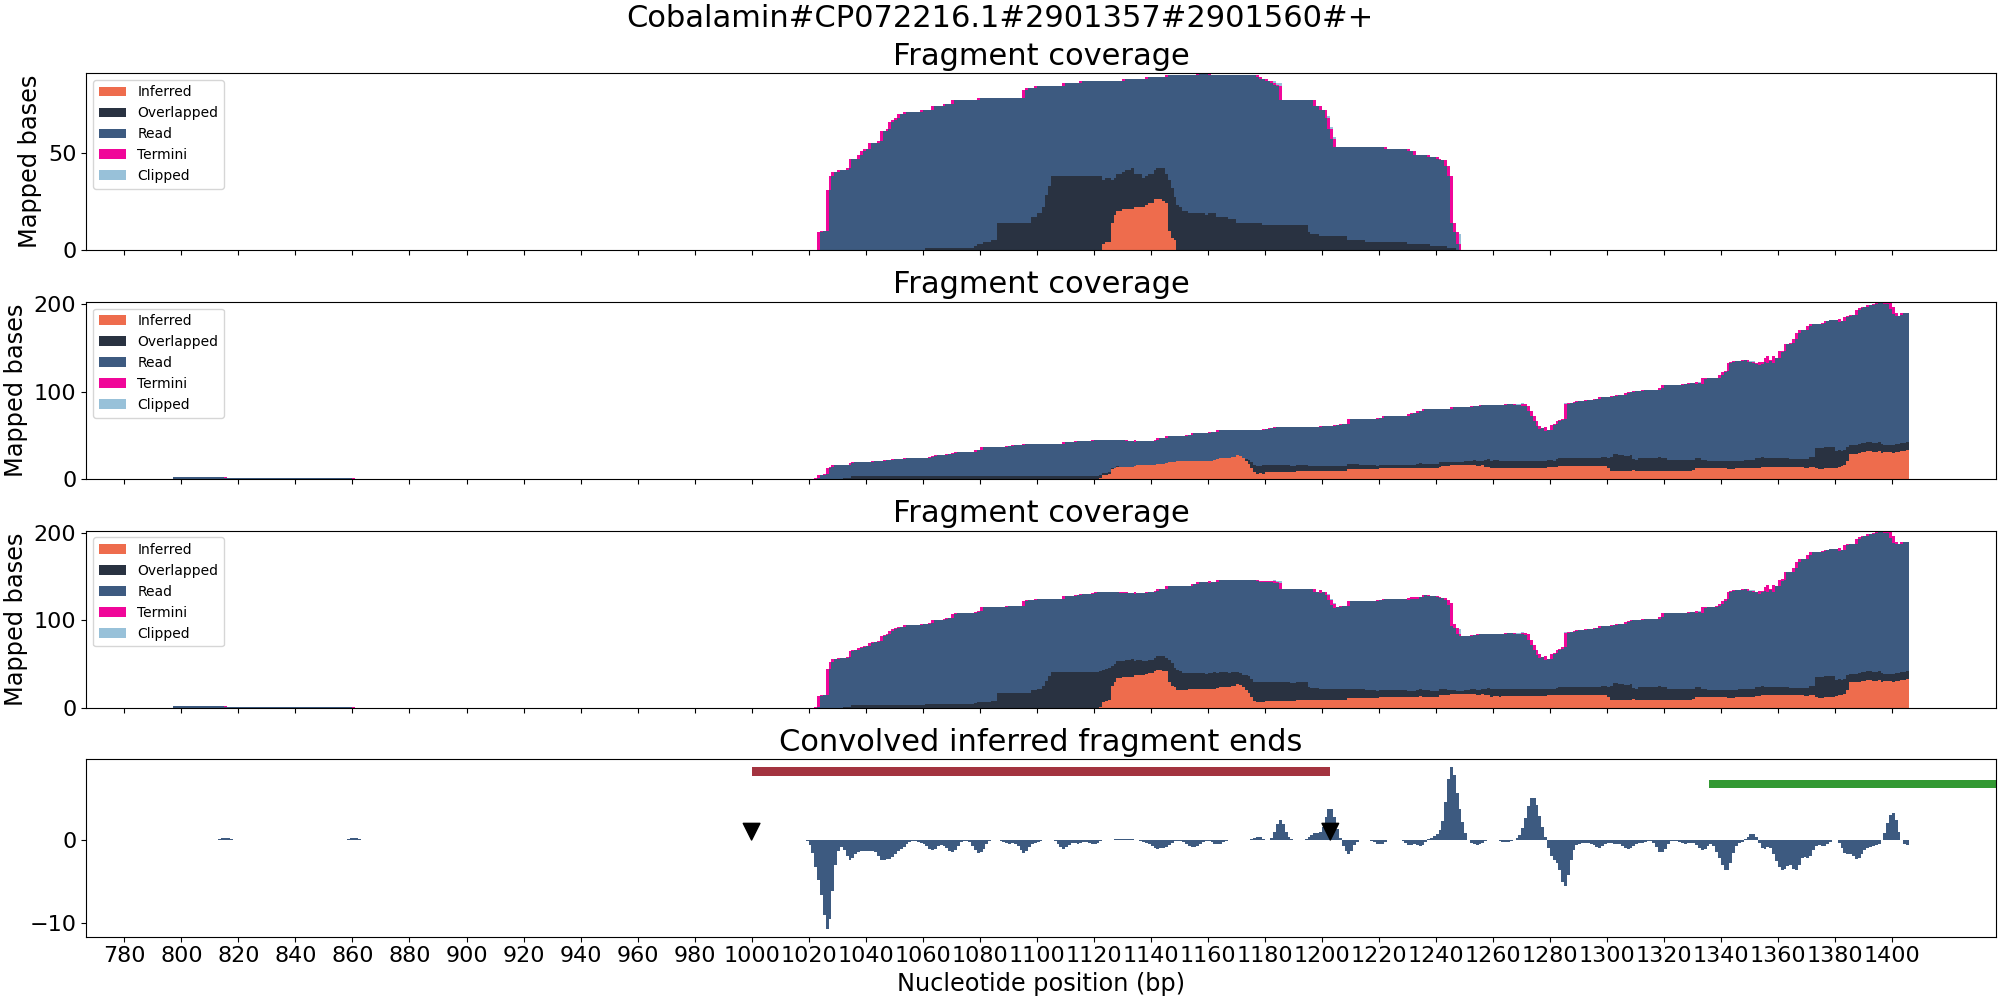 Cobalamin#CP072216.1#2901357#2901560#+
Fragment coverage
Mapped bases
50
0
Inferred
Overlapped
Read
Termini
Clipped
Fragment coverage
Mapped bases
200
100
0
Inferred
Overlapped
Read
Termini
Clipped
Fragment coverage
Mapped bases
200
100
0
Inferred
Overlapped
Read
Termini
Clipped
Convolved inferred fragment ends
0
−10
780 800 820 840 860 880 900 920 940 960 980 1000 1020 1040 1060 1080 1100 1120 1140 1160 1180 1200 1220 1240 1260 1280 1300 1320 1340 1360 1380 1400
Nucleotide position (bp)